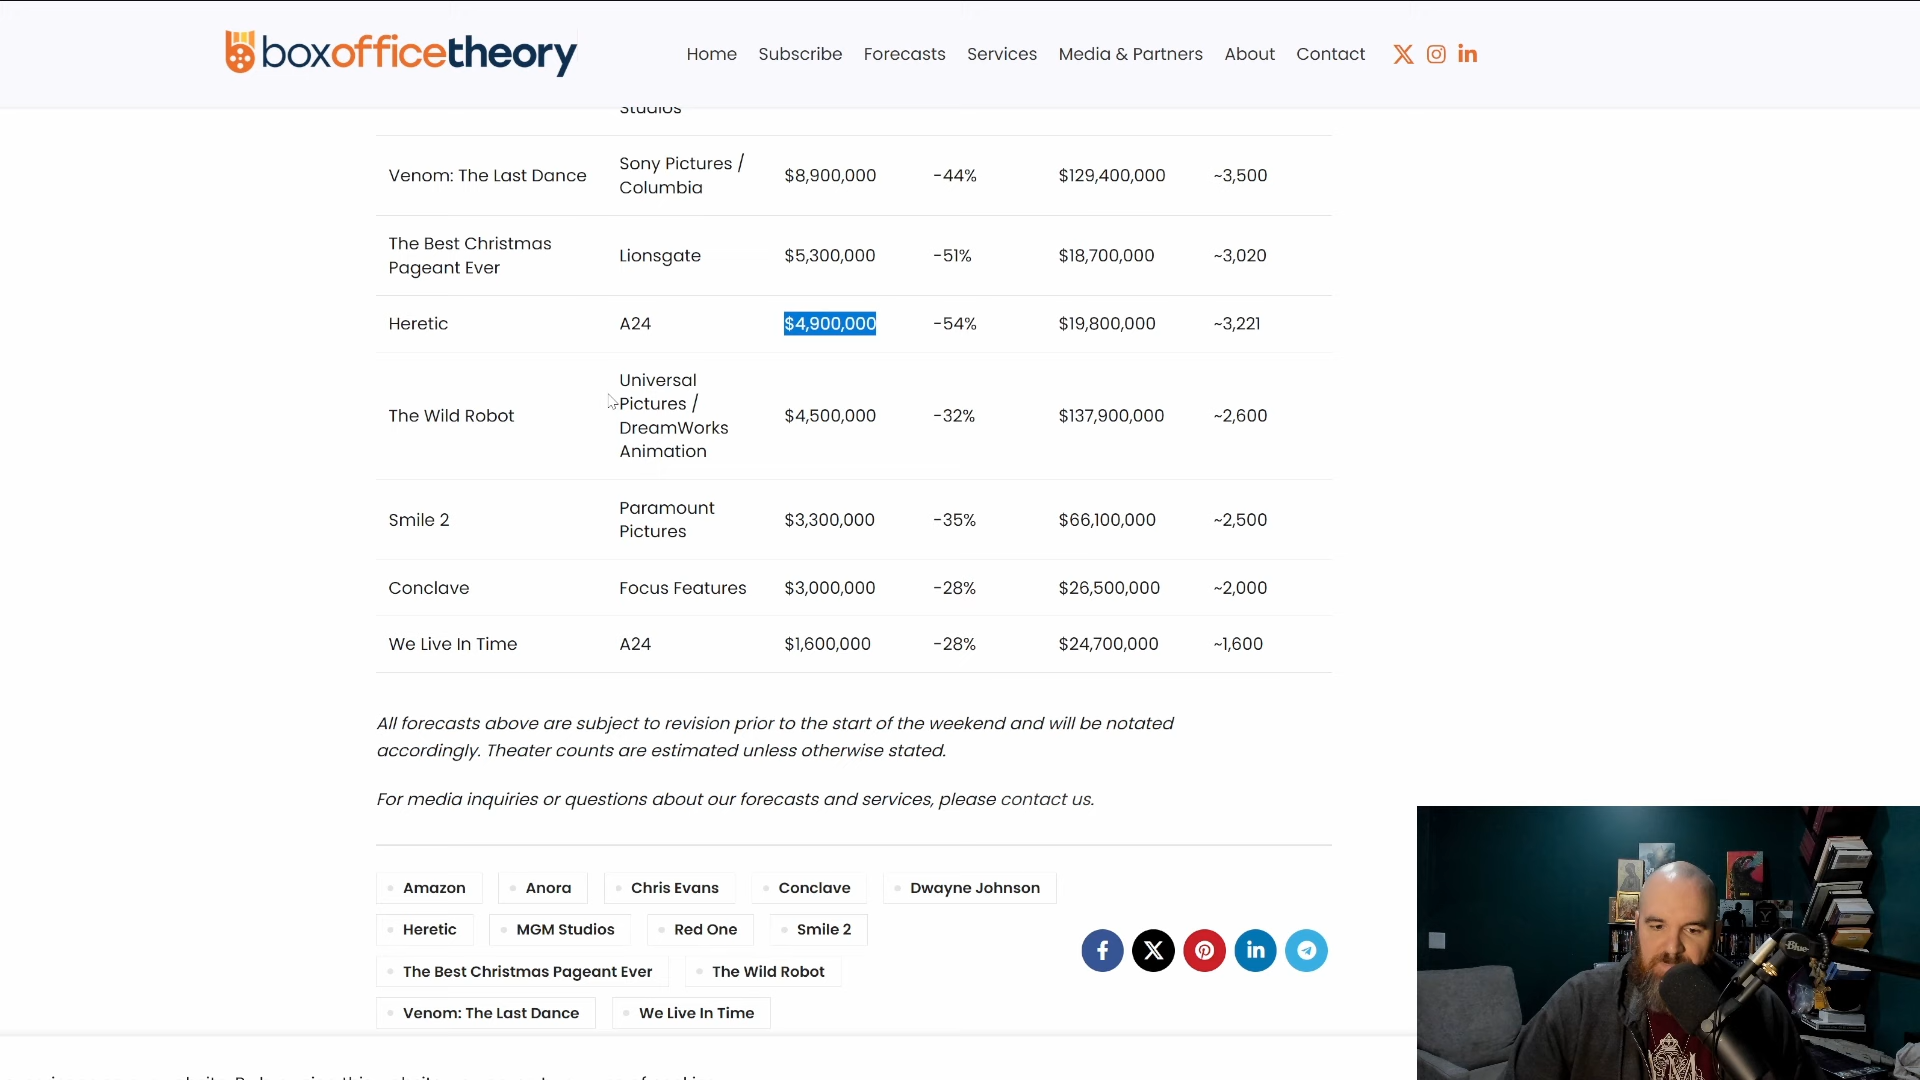 boxofficetheory
Home Subscribe Forecasts Services Media & Partners About Contact
Studios
Venom: The Last Dance
Sony Pictures /
Columbia
$8,900,000 -44% $129,400,000 ~3,500
The Best Christmas
Pageant Ever
Lionsgate $5,300,000 -51% $18,700,000 ~3,020
Heretic A24 $4,900,000 -54% $19,800,000 ~3,221
The Wild Robot
Universal
Pictures /
DreamWorks
Animation
$4,500,000 -32% $137,900,000 ~2,600
Smile 2
Paramount
Pictures
$3,300,000 -35% $66,100,000 ~2,500
Conclave Focus Features $3,000,000 -28% $26,500,000 ~2,000
We Live In Time A24 $1,600,000 -28% $24,700,000 ~1,600
All forecasts above are subject to revision prior to the start of the weekend and will be notated
accordingly. Theater counts are estimated unless otherwise stated.
For media inquiries or questions about our forecasts and services, please contact us.
Amazon Anora Chris Evans Conclave Dwayne Johnson
Heretic MGM Studios Red One Smile 2
The Best Christmas Pageant Ever The Wild Robot
Venom: The Last Dance We Live In Time
Blue